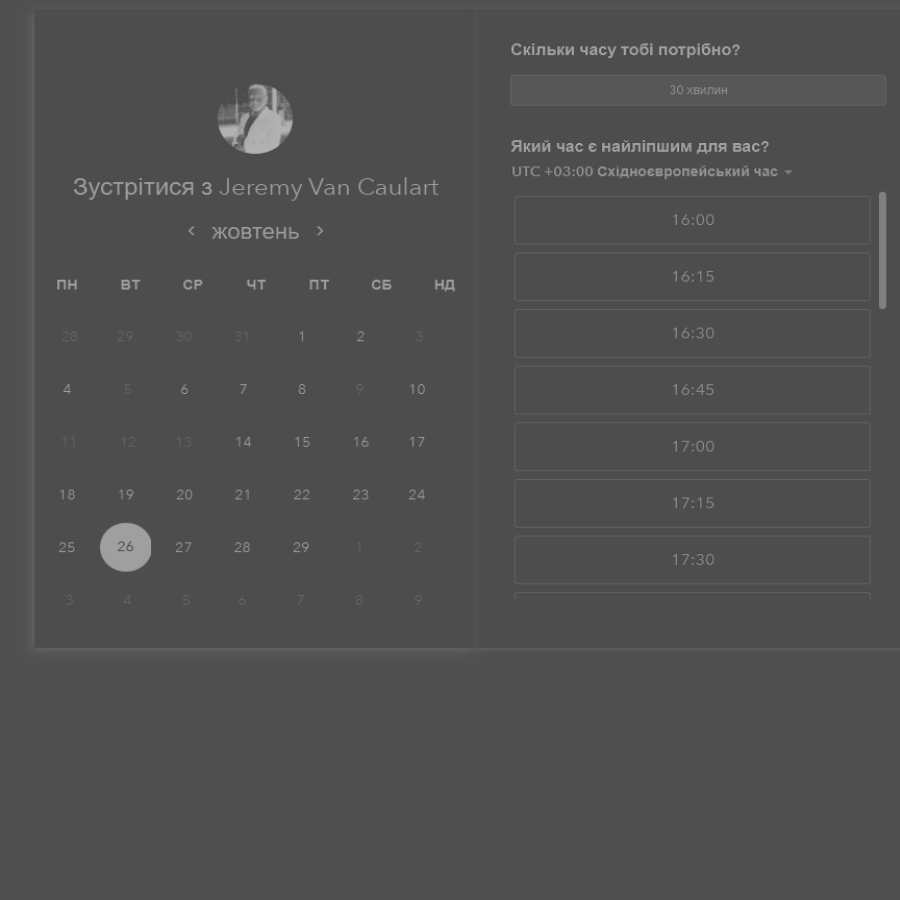 Зустрітися з Jeremy Van Caulart
жовтень
ПН ВТ СР ЧТ ПТ СБ НД
28 29 30 31 1 2 3
4 5 6 7 8 9 10
11 12 13 14 15 16 17
18 19 20 21 22 23 24
25 26 27 28 29 1 2
3 4 5 6 7 8 9
Скільки часу тобі потрібно?
30 хвилин
Який час є найліпшим для вас?
UTC +03:00 Східноєвропейський час
16:00
16:15
16:30
16:45
17:00
17:15
17:30